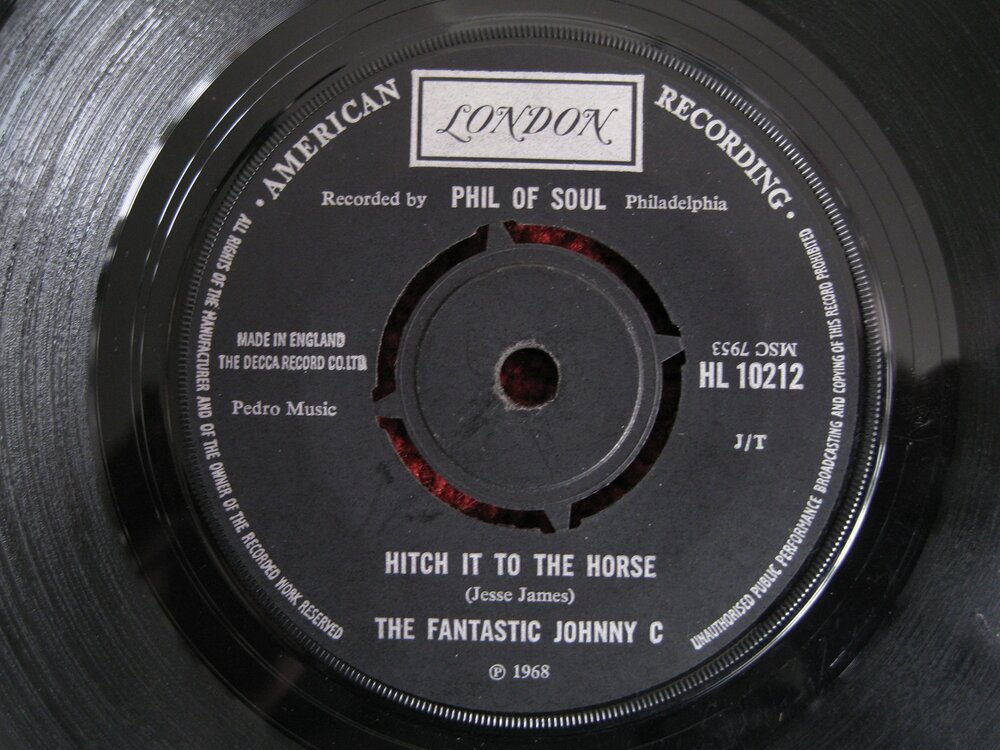 • AMERICAN RECORDING •
LONDON
Recorded by PHIL OF SOUL Philadelphia
MADE IN ENGLAND
THE DECCA RECORD CO. LTD.
Pedro Music
MSC 7953
HL 10212
J/T
HITCH IT TO THE HORSE
(Jesse James)
THE FANTASTIC JOHNNY C
℗ 1968
ALL RIGHTS OF THE MANUFACTURER AND OF THE OWNER OF THE RECORDED WORK RESERVED
UNAUTHORISED PUBLIC PERFORMANCE BROADCASTING AND COPYING OF THIS RECORD PROHIBITED